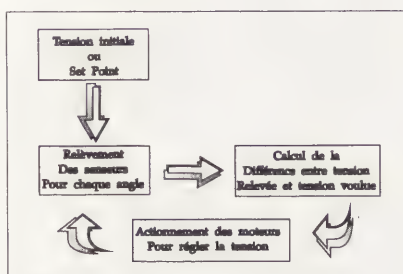 Tension initiale
ou
Set Point
Relèvement
Des senseurs
Pour chaque angle
Calcul de la
Différence entre tension
Relevée et tension voulue
Actionnement des moteurs
Pour régler la tension